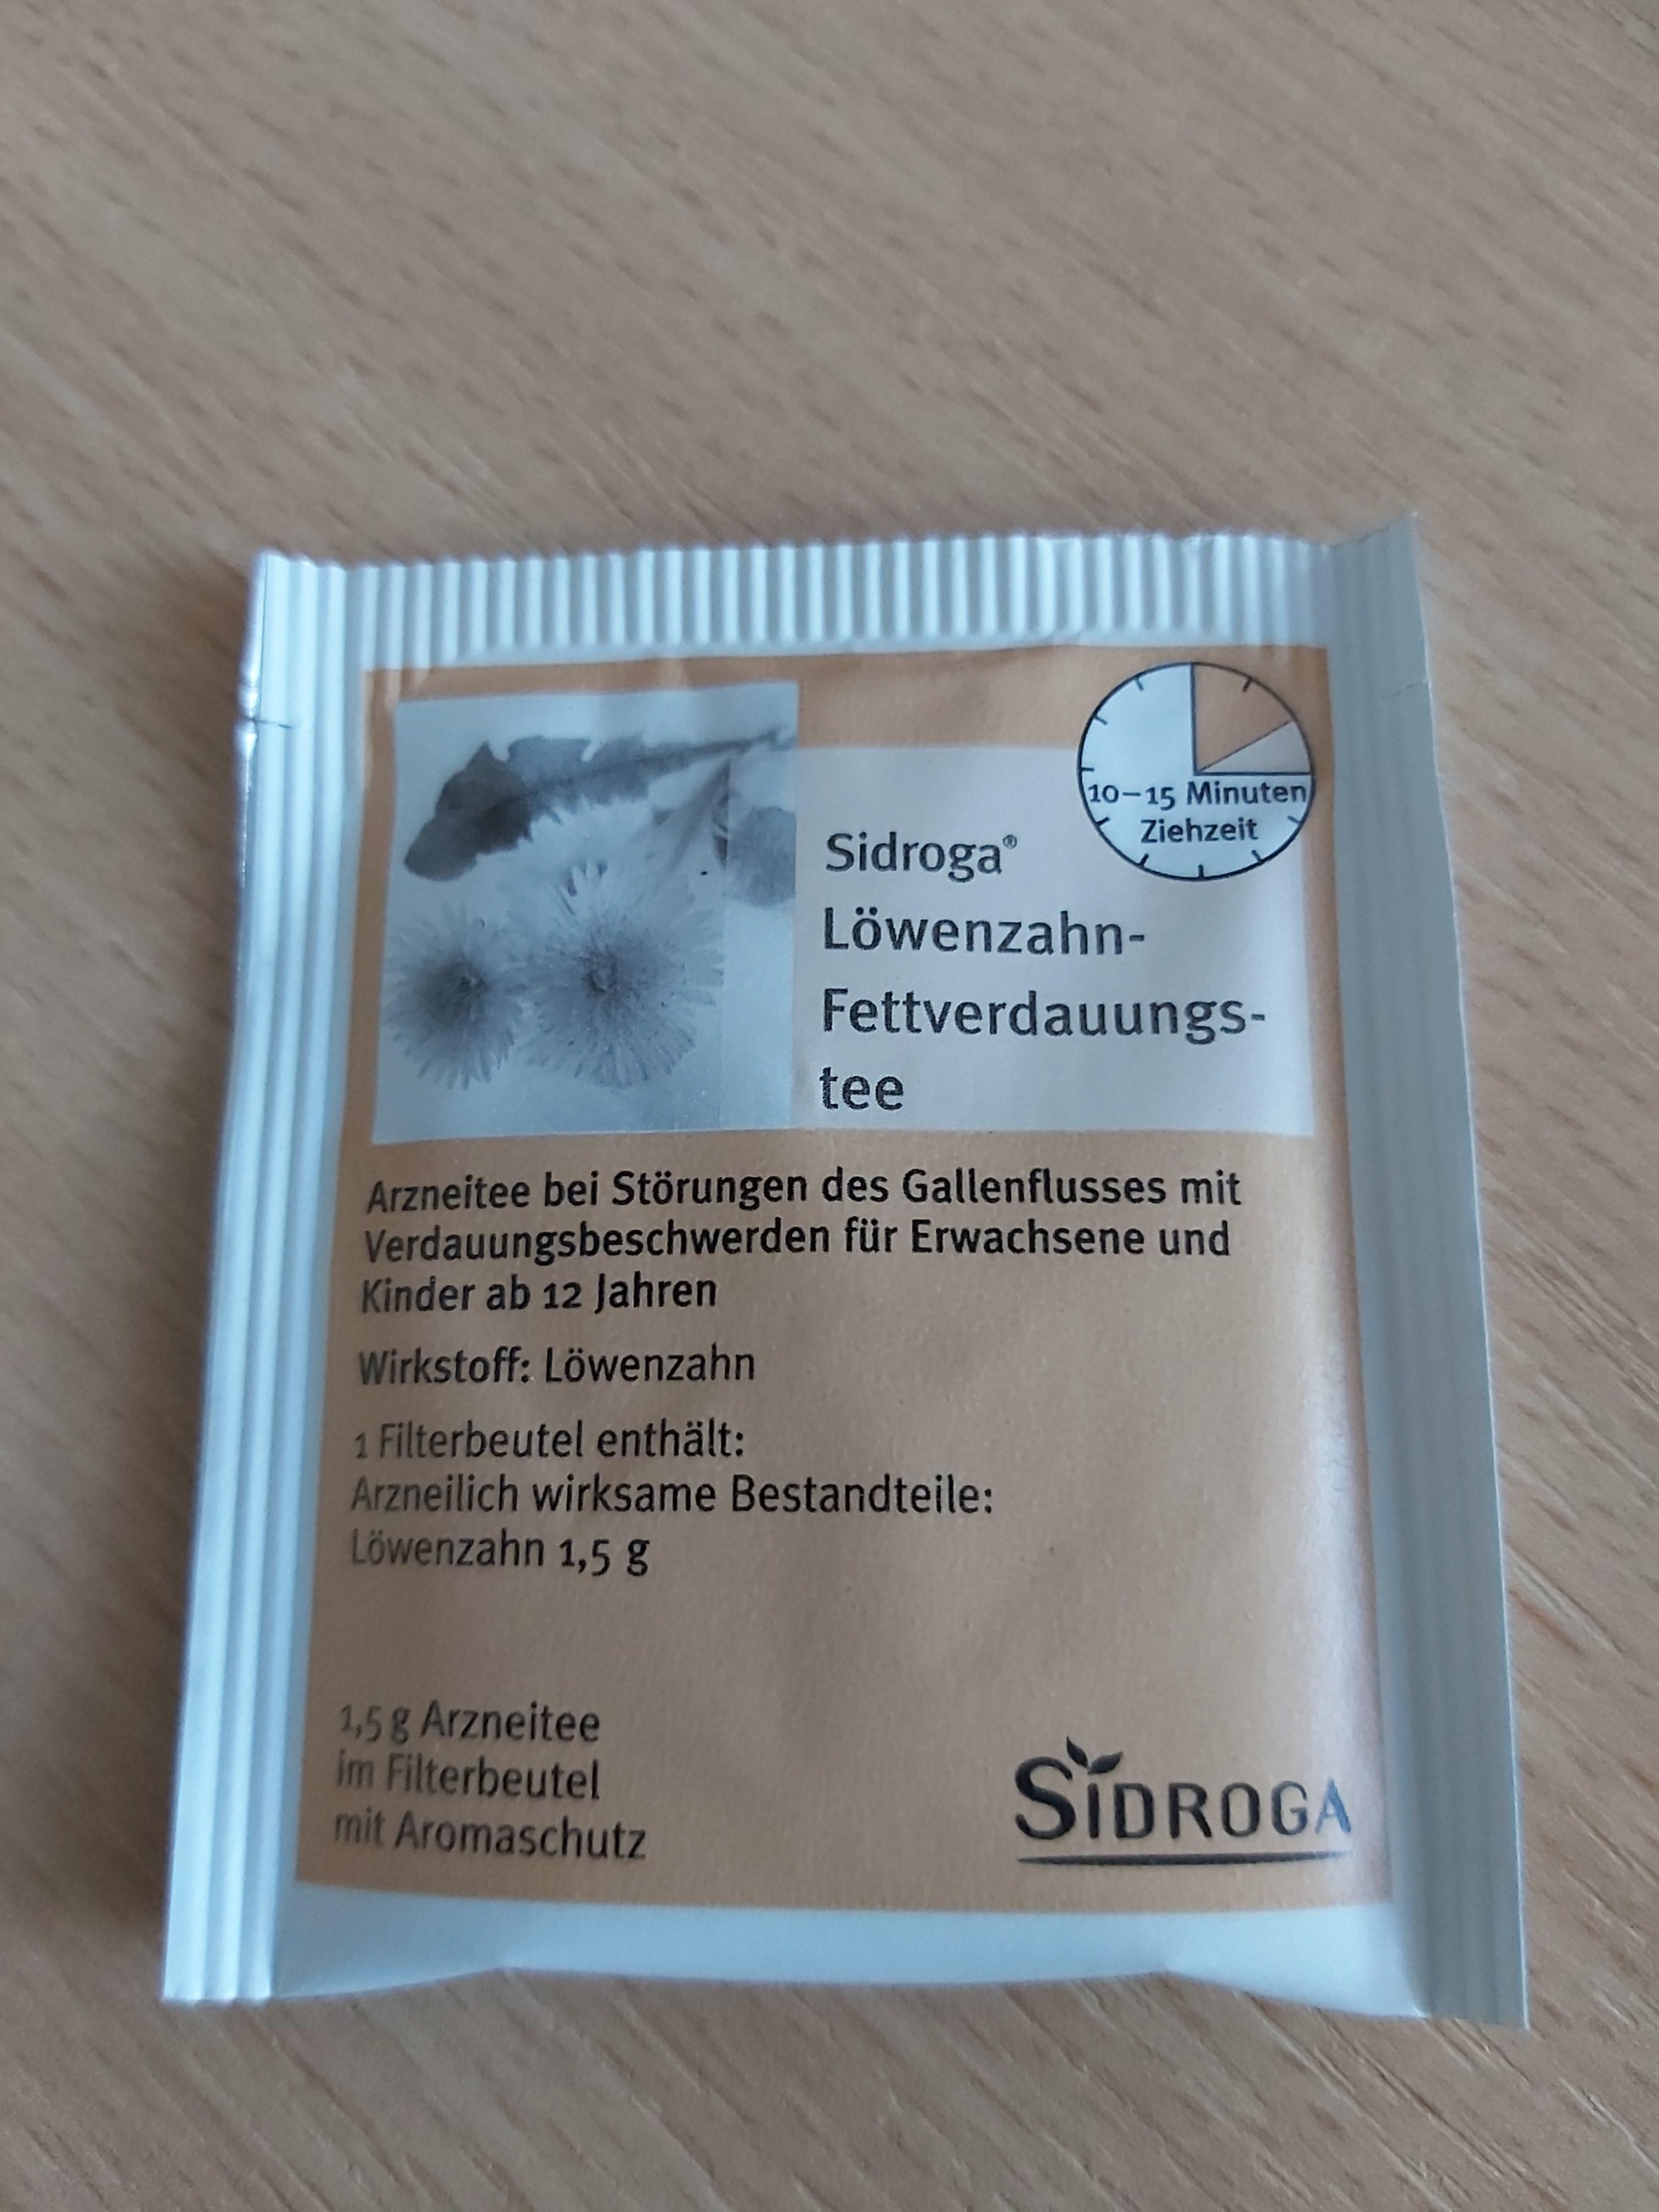 10–15 Minuten
Ziehzeit
Sidroga®
Löwenzahn-
Fettverdauungs-
tee
Arzneitee bei Störungen des Gallenflusses mit
Verdauungsbeschwerden für Erwachsene und
Kinder ab 12 Jahren
Wirkstoff: Löwenzahn
1 Filterbeutel enthält:
Arzneilich wirksame Bestandteile:
Löwenzahn 1,5 g
1,5 g Arzneitee
im Filterbeutel
mit Aromaschutz
SIDROGA